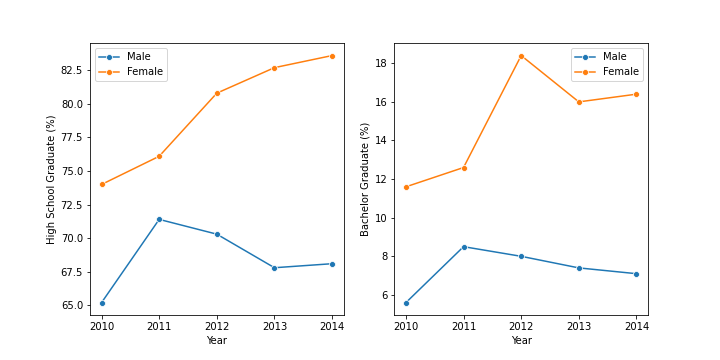 High School Graduate (%)
82.5
80.0
77.5
75.0
72.5
70.0
67.5
65.0
Male
Female
2010 2011 2012 2013 2014
Year
Bachelor Graduate (%)
18
16
14
12
10
8
6
Male
Female
2010 2011 2012 2013 2014
Year